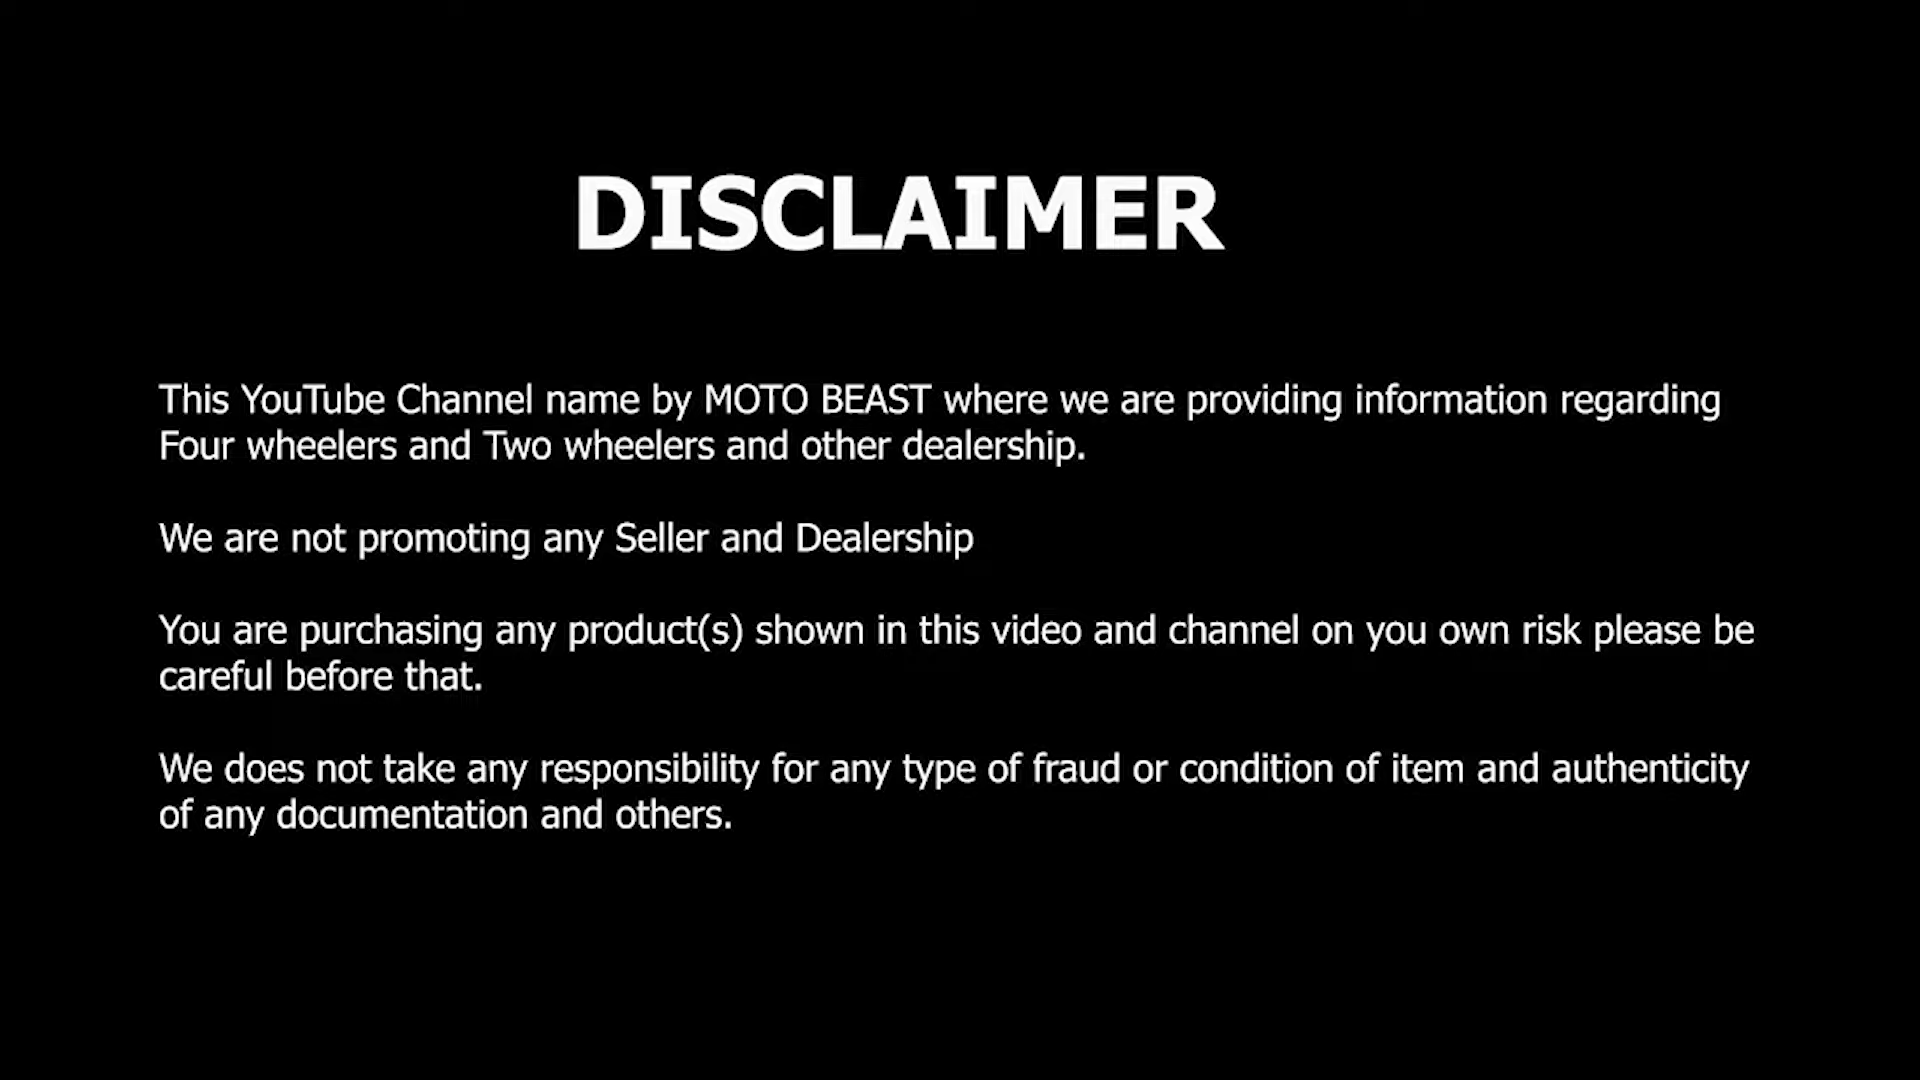 DISCLAIMER
This YouTube Channel name by MOTO BEAST where we are providing information regarding
Four wheelers and Two wheelers and other dealership.
We are not promoting any Seller and Dealership
You are purchasing any product(s) shown in this video and channel on you own risk please be
careful before that.
We does not take any responsibility for any type of fraud or condition of item and authenticity
of any documentation and others.